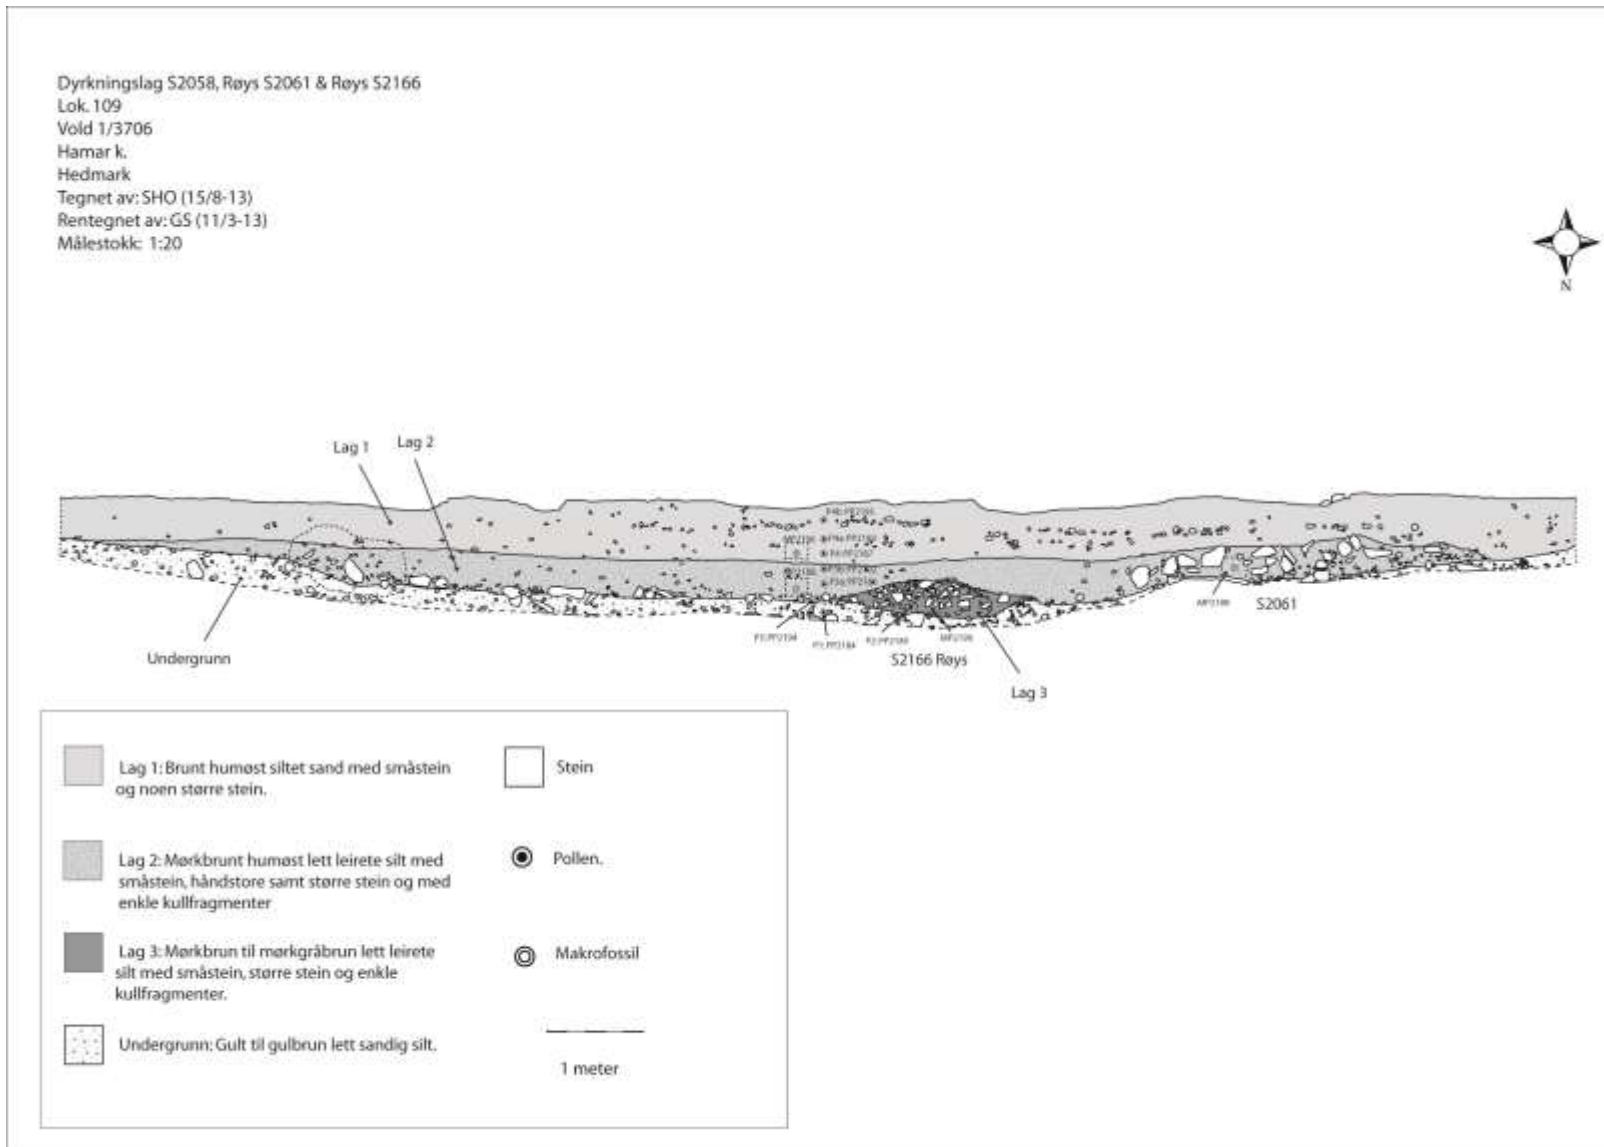 Dyrkningslag S2058, Røys S2061 & Røys S2166
Lok. 109
Vold 1/3706
Hamar k.
Hedmark
Tegnet av: SHO (15/8-13)
Rentegnet av: GS (11/3-13)
Målestokk: 1:20
N
Lag 1
Lag 2
Undergrunn
S2061
S2166 Røys
Lag 3
Lag 1: Brunt humøst siltet sand med småstein
og noen større stein.
Lag 2: Mørkbrunt humøst lett leirete silt med
småstein, håndstore samt større stein og med
enkle kullfragmenter
Lag 3: Mørkbrun til mørkgråbrun lett leirete
silt med småstein, større stein og enkle
kullfragmenter.
Undergrunn: Gult til gulbrun lett sandig silt.
Stein
Pollen.
Makrofossil
1 meter